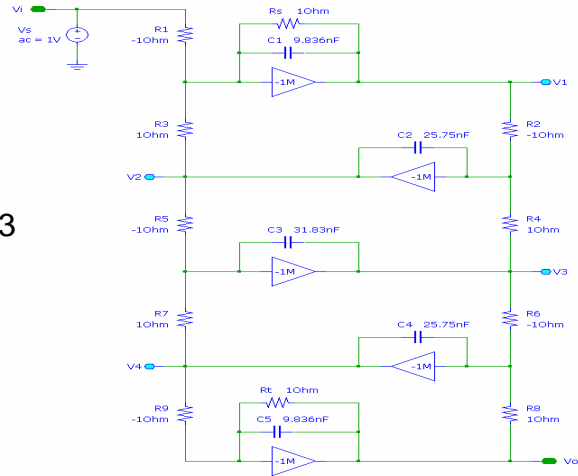 Vi
Vs
ac = 1V
R1
-1Ohm
Rs 1Ohm
C1 9.836nF
-1M
V1
R3
1Ohm
R2
-1Ohm
C2 25.75nF
-1M
V2
3
R5
-1Ohm
R4
1Ohm
C3 31.83nF
-1M
V3
R7
1Ohm
R6
-1Ohm
C4 25.75nF
-1M
V4
R9
-1Ohm
Rt 1Ohm
R8
1Ohm
C5 9.836nF
-1M
Vo